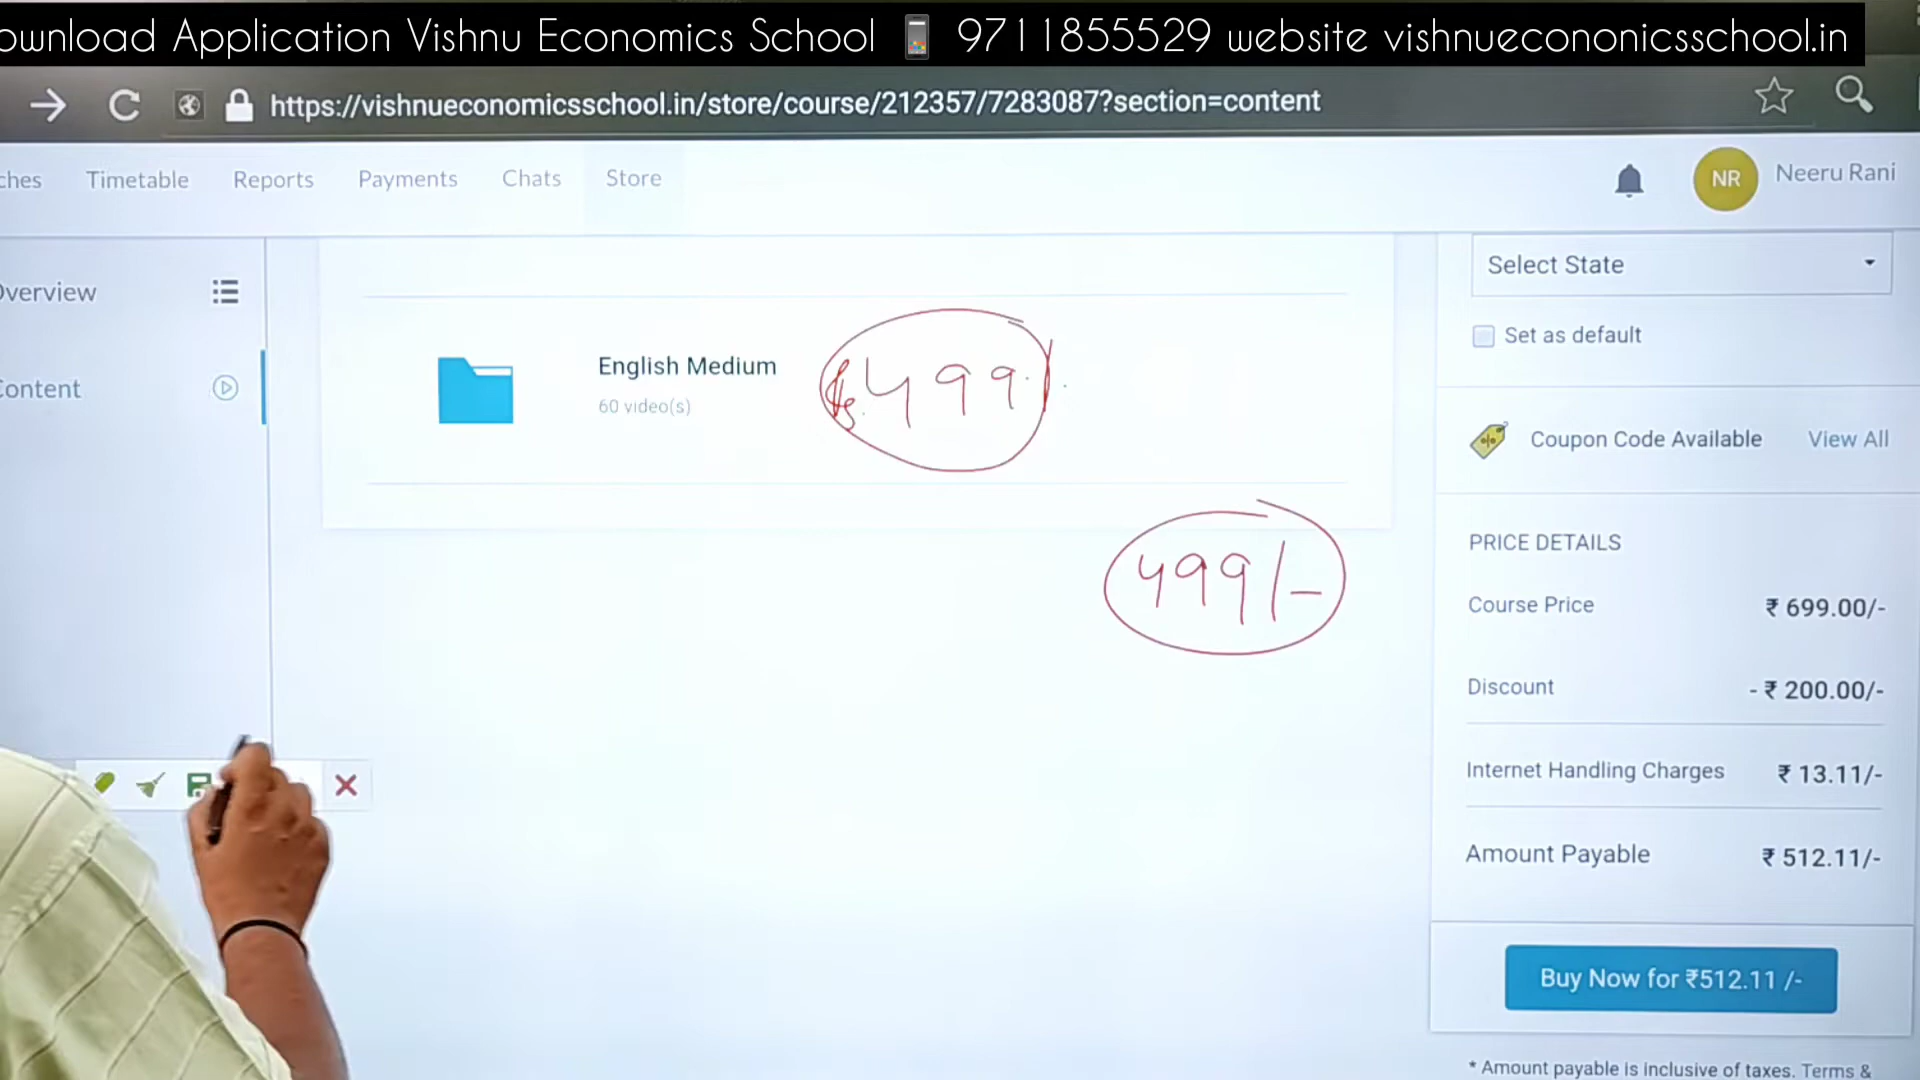 ownload Application Vishnu Economics School 9711855529 website vishnuecononicsschool.in
https://vishnueconomicsschool.in/store/course/212357/7283087?section=content
ches Timetable Reports Payments Chats Store
NR Neeru Rani
Overview
Content
English Medium
60 video(s)
Rs. 499
499/-
Select State
Set as default
Coupon Code Available View All
PRICE DETAILS
Course Price ₹ 699.00/-
Discount - ₹ 200.00/-
Internet Handling Charges ₹ 13.11/-
Amount Payable ₹ 512.11/-
Buy Now for ₹512.11 /-
* Amount payable is inclusive of taxes. Terms &